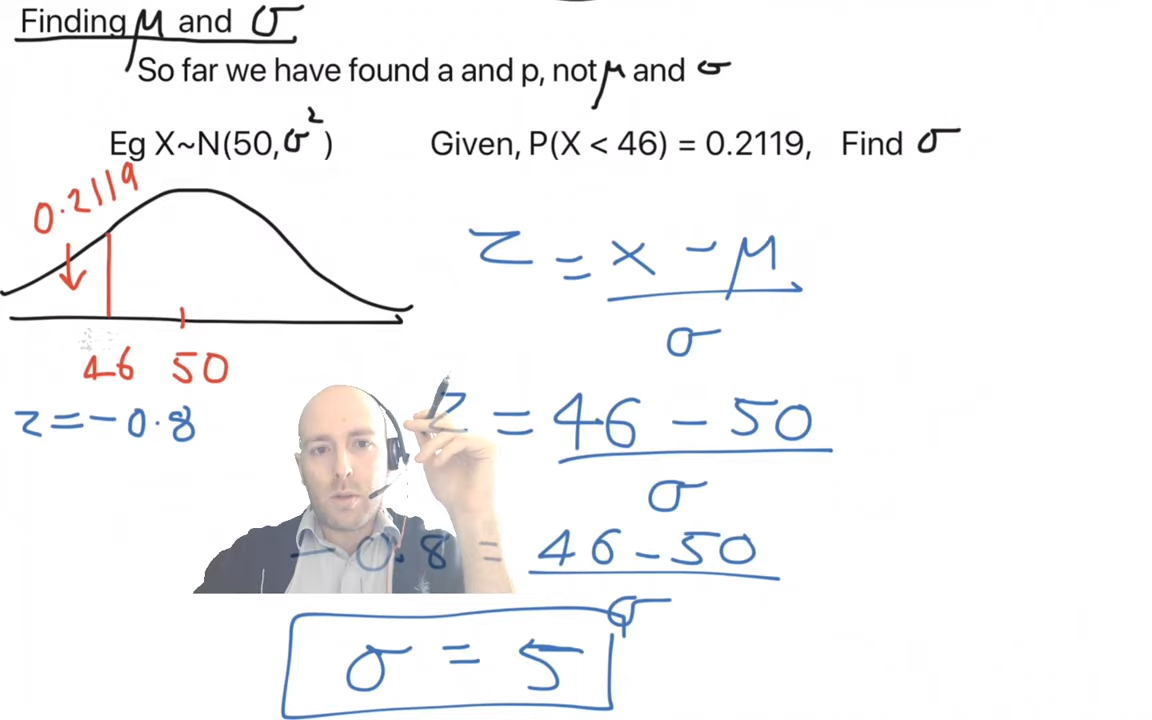 Finding μ and σ
So far we have found a and p, not μ and σ
Eg X~N(50,σ²) Given, P(X < 46) = 0.2119, Find σ
0.2119
46 50
z = -0.8
z = x - μ
σ
z = 46 - 50
σ
- 0.8 = 46 - 50
σ
σ = 5